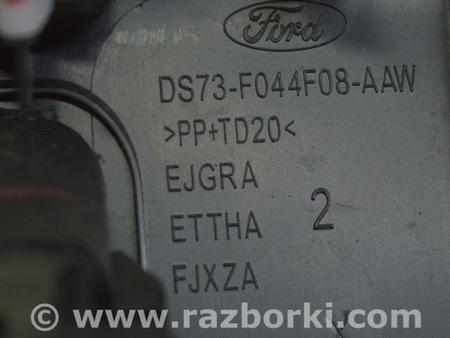 Ford
DS73-F044F08-AAW
>PP+TD20<
EJGRA
ETTHA 2
FJXZA
© www.razborki.com